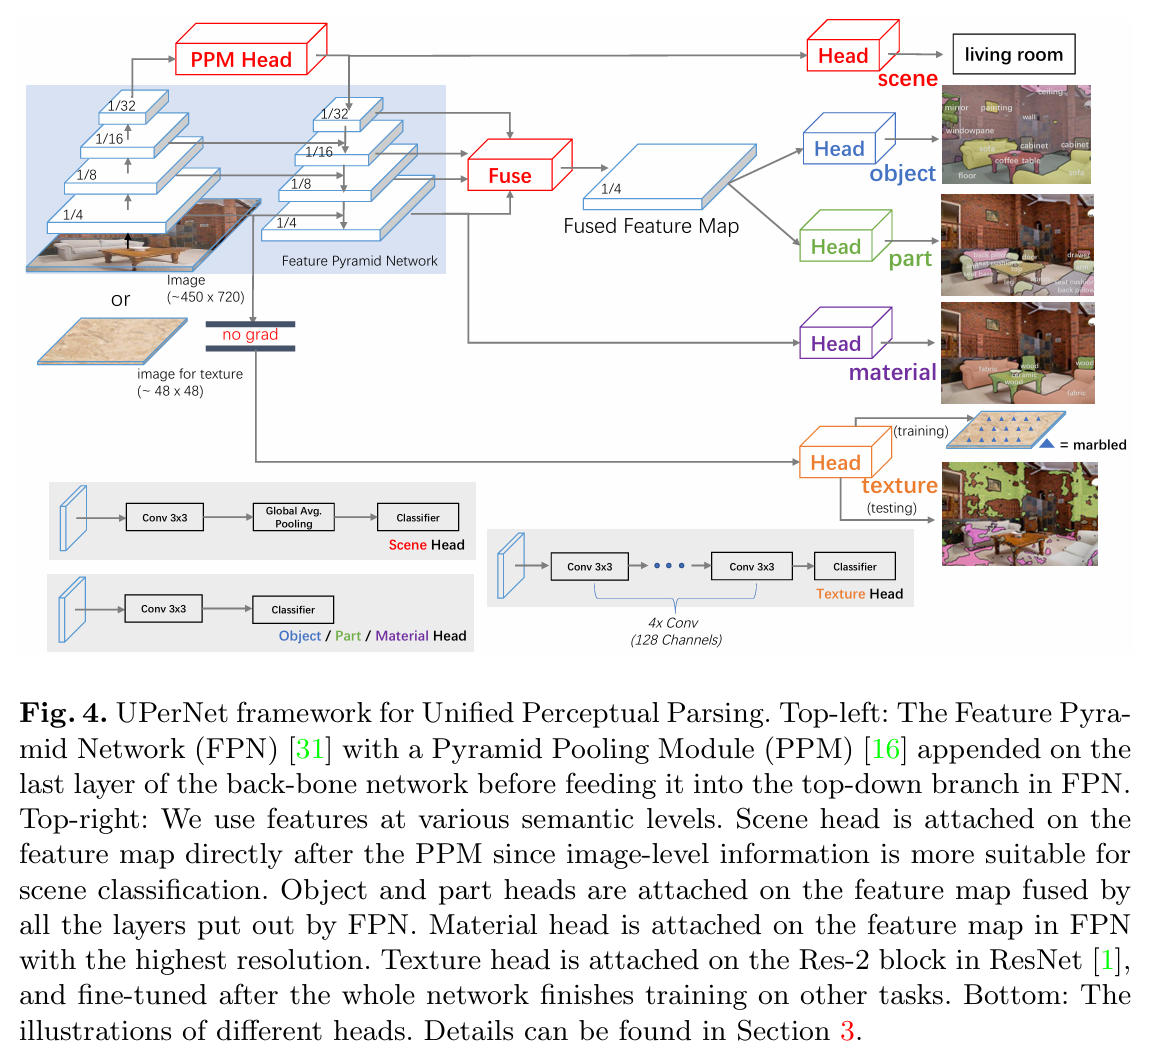 PPM Head
Head
scene
living room
1/32
1/16
1/8
1/4
1/32
1/16
1/8
1/4
Feature Pyramid Network
Fuse
1/4
Fused Feature Map
Head
object
Head
part
Head
material
Head
texture
(training)
(testing)
= marbled
ceiling
mirror
painting
wall
windowpane
sofa
cabinet
cabinet
coffee table
sofa
floor
door
drawer
leg
back pillow
fabric
wood
ceramic
wood
wood
fabric
Image
(~450 x 720)
or
no grad
image for texture
(~ 48 x 48)
Conv 3x3
Global Avg.
Pooling
Classifier
Scene Head
Conv 3x3
Classifier
Object / Part / Material Head
Conv 3x3
Conv 3x3
Classifier
Texture Head
4x Conv
(128 Channels)
Fig. 4. UPerNet framework for Unified Perceptual Parsing. Top-left: The Feature Pyra-
mid Network (FPN) [31] with a Pyramid Pooling Module (PPM) [16] appended on the
last layer of the back-bone network before feeding it into the top-down branch in FPN.
Top-right: We use features at various semantic levels. Scene head is attached on the
feature map directly after the PPM since image-level information is more suitable for
scene classification. Object and part heads are attached on the feature map fused by
all the layers put out by FPN. Material head is attached on the feature map in FPN
with the highest resolution. Texture head is attached on the Res-2 block in ResNet [1],
and fine-tuned after the whole network finishes training on other tasks. Bottom: The
illustrations of different heads. Details can be found in Section 3.